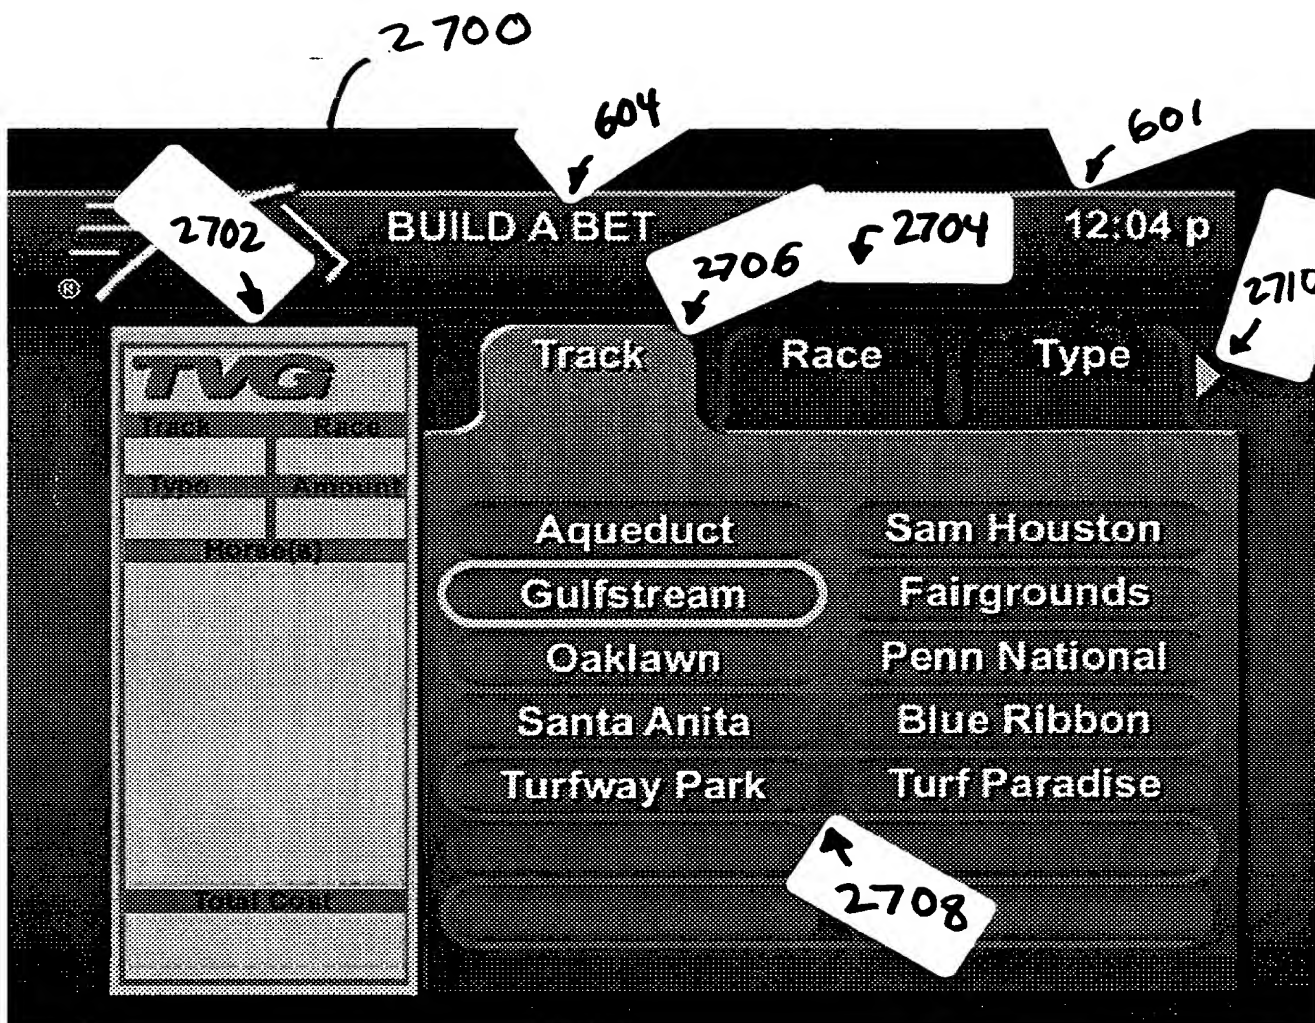 2700
604
601
2702
BUILD A BET
2706
2704
12:04 p
2710
®
TVG
Track
Race
Type
Track Race
Type Amount
Horse(s)
Aqueduct
Sam Houston
Gulfstream
Fairgrounds
Oaklawn
Penn National
Santa Anita
Blue Ribbon
Turfway Park
Turf Paradise
2708
Total Cost